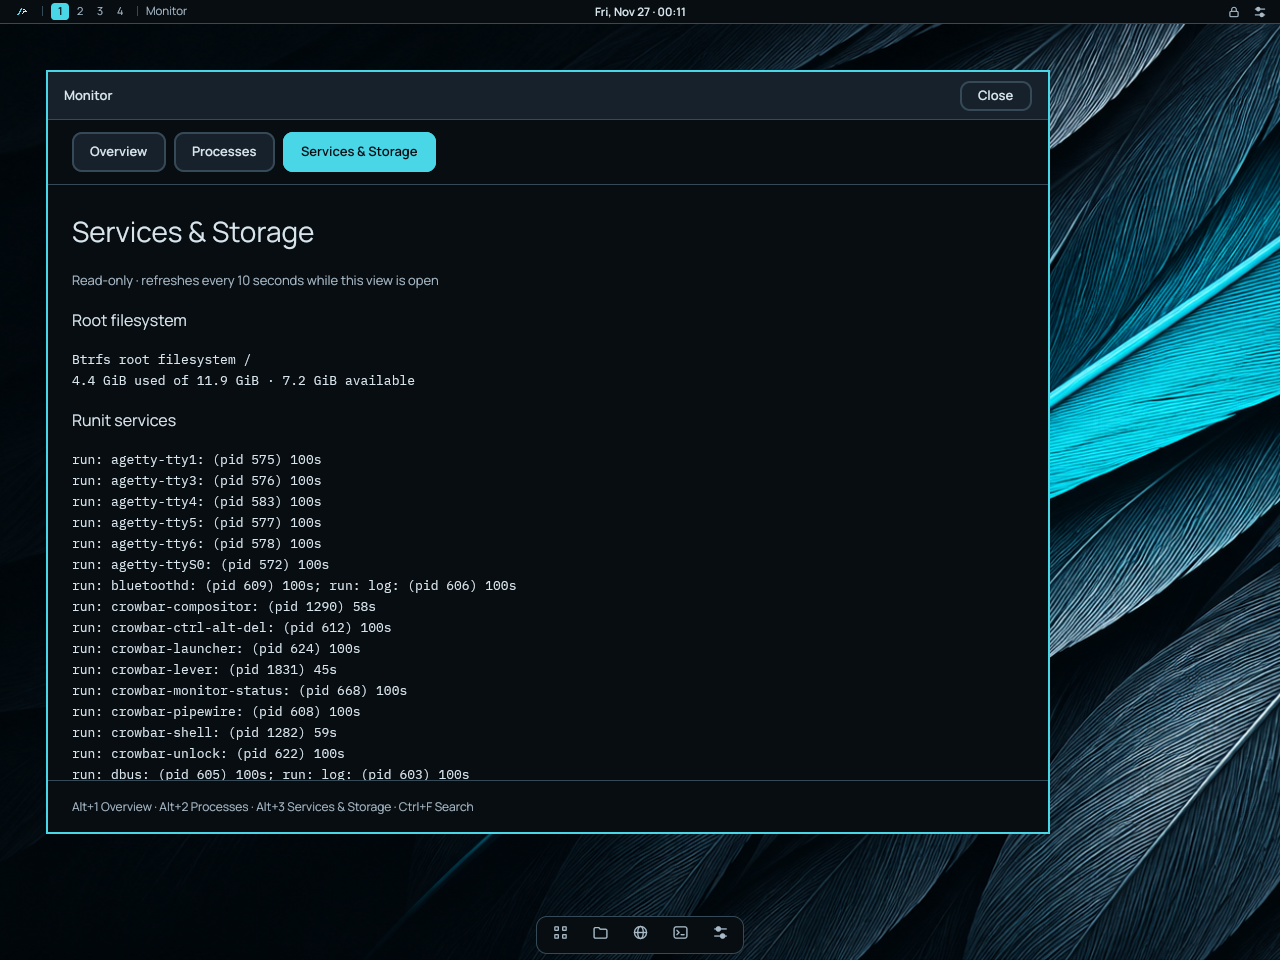 1 2 3 4 Monitor Fri, Nov 27 · 00:11
Monitor Close
Overview Processes Services & Storage
Services & Storage
Read-only · refreshes every 10 seconds while this view is open
Root filesystem
Btrfs root filesystem /
4.4 GiB used of 11.9 GiB · 7.2 GiB available
Runit services
run: agetty-tty1: (pid 575) 100s
run: agetty-tty3: (pid 576) 100s
run: agetty-tty4: (pid 583) 100s
run: agetty-tty5: (pid 577) 100s
run: agetty-tty6: (pid 578) 100s
run: agetty-ttyS0: (pid 572) 100s
run: bluetoothd: (pid 609) 100s; run: log: (pid 606) 100s
run: crowbar-compositor: (pid 1290) 58s
run: crowbar-ctrl-alt-del: (pid 612) 100s
run: crowbar-launcher: (pid 624) 100s
run: crowbar-lever: (pid 1831) 45s
run: crowbar-monitor-status: (pid 668) 100s
run: crowbar-pipewire: (pid 608) 100s
run: crowbar-shell: (pid 1282) 59s
run: crowbar-unlock: (pid 622) 100s
run: dbus: (pid 605) 100s; run: log: (pid 603) 100s
Alt+1 Overview · Alt+2 Processes · Alt+3 Services & Storage · Ctrl+F Search